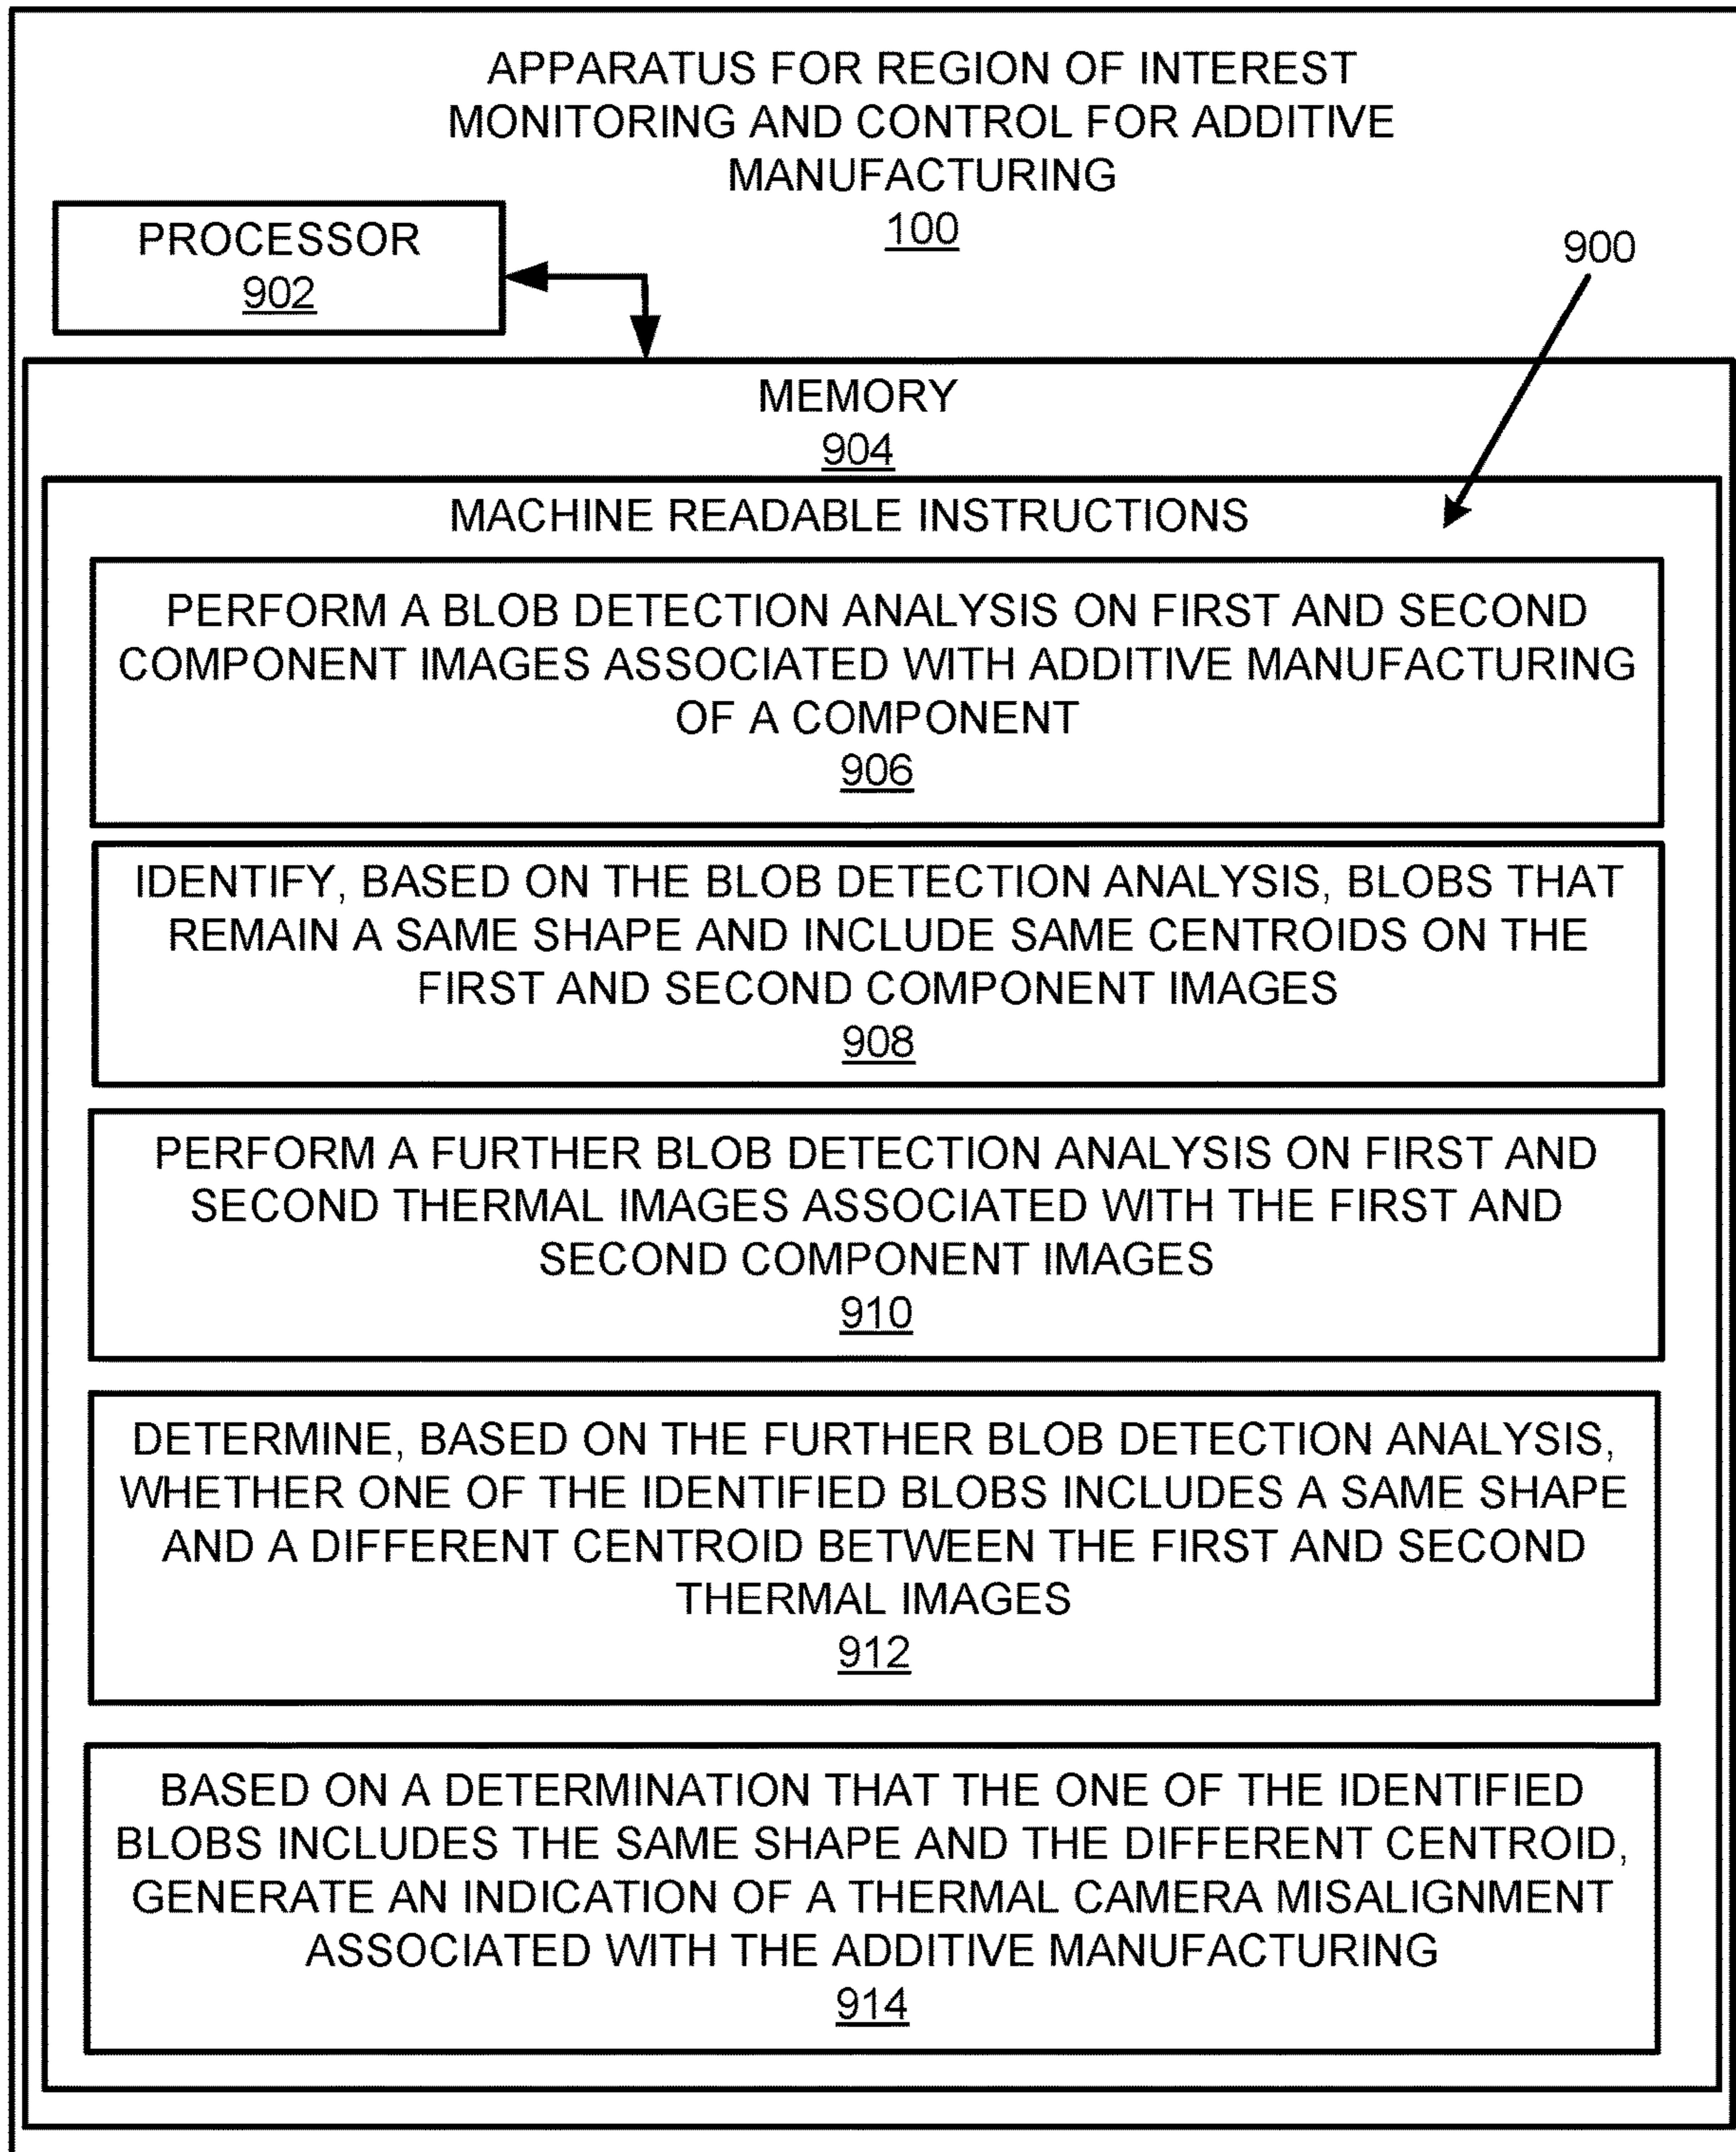 APPARATUS FOR REGION OF INTEREST
MONITORING AND CONTROL FOR ADDITIVE
MANUFACTURING
100
PROCESSOR
902
900
MEMORY
904
MACHINE READABLE INSTRUCTIONS
PERFORM A BLOB DETECTION ANALYSIS ON FIRST AND SECOND
COMPONENT IMAGES ASSOCIATED WITH ADDITIVE MANUFACTURING
OF A COMPONENT
906
IDENTIFY, BASED ON THE BLOB DETECTION ANALYSIS, BLOBS THAT
REMAIN A SAME SHAPE AND INCLUDE SAME CENTROIDS ON THE
FIRST AND SECOND COMPONENT IMAGES
908
PERFORM A FURTHER BLOB DETECTION ANALYSIS ON FIRST AND
SECOND THERMAL IMAGES ASSOCIATED WITH THE FIRST AND
SECOND COMPONENT IMAGES
910
DETERMINE, BASED ON THE FURTHER BLOB DETECTION ANALYSIS,
WHETHER ONE OF THE IDENTIFIED BLOBS INCLUDES A SAME SHAPE
AND A DIFFERENT CENTROID BETWEEN THE FIRST AND SECOND
THERMAL IMAGES
912
BASED ON A DETERMINATION THAT THE ONE OF THE IDENTIFIED
BLOBS INCLUDES THE SAME SHAPE AND THE DIFFERENT CENTROID,
GENERATE AN INDICATION OF A THERMAL CAMERA MISALIGNMENT
ASSOCIATED WITH THE ADDITIVE MANUFACTURING
914